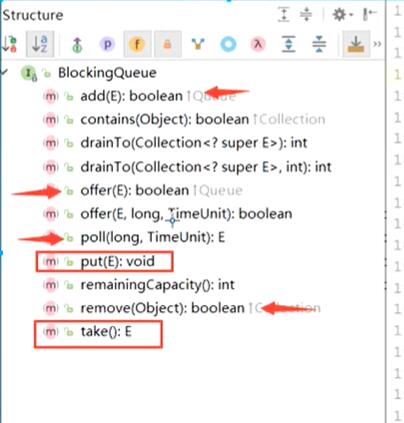 Structure
BlockingQueue
add(E): boolean ↑Queue
contains(Object): boolean ↑Collection
drainTo(Collection<? super E>): int
drainTo(Collection<? super E>, int): int
offer(E): boolean ↑Queue
offer(E, long, TimeUnit): boolean
poll(long, TimeUnit): E
put(E): void
remainingCapacity(): int
remove(Object): boolean ↑Collection
take(): E